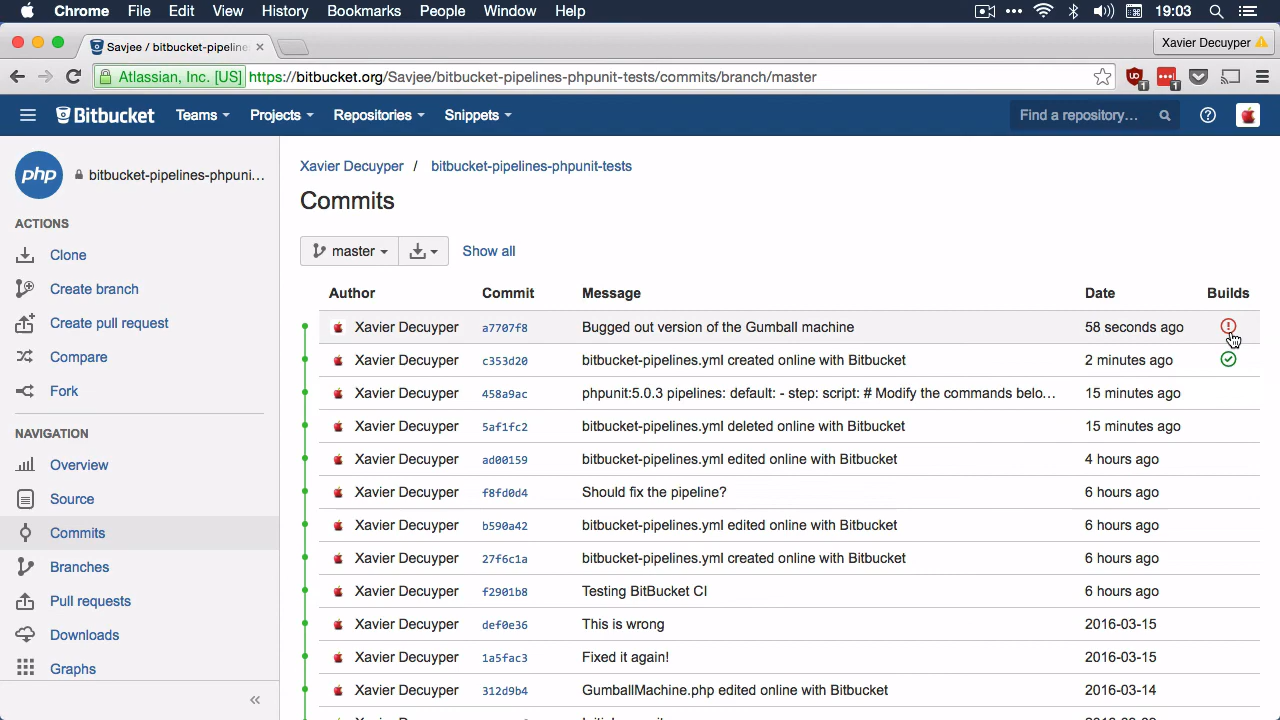 Chrome File Edit View History Bookmarks People Window Help 19:03
Savjee / bitbucket-pipeline Xavier Decuyper
Atlassian, Inc. [US] https://bitbucket.org/Savjee/bitbucket-pipelines-phpunit-tests/commits/branch/master 1 1
Bitbucket Teams Projects Repositories Snippets Find a repository...
php bitbucket-pipelines-phpuni...
ACTIONS
Clone
Create branch
Create pull request
Compare
Fork
NAVIGATION
Overview
Source
Commits
Branches
Pull requests
Downloads
Graphs
Xavier Decuyper / bitbucket-pipelines-phpunit-tests
Commits
master Show all
Author Commit Message Date Builds
Xavier Decuyper a7707f8 Bugged out version of the Gumball machine 58 seconds ago
Xavier Decuyper c353d20 bitbucket-pipelines.yml created online with Bitbucket 2 minutes ago
Xavier Decuyper 458a9ac phpunit:5.0.3 pipelines: default: - step: script: # Modify the commands belo... 15 minutes ago
Xavier Decuyper 5af1fc2 bitbucket-pipelines.yml deleted online with Bitbucket 15 minutes ago
Xavier Decuyper ad00159 bitbucket-pipelines.yml edited online with Bitbucket 4 hours ago
Xavier Decuyper f8fd0d4 Should fix the pipeline? 6 hours ago
Xavier Decuyper b590a42 bitbucket-pipelines.yml edited online with Bitbucket 6 hours ago
Xavier Decuyper 27f6c1a bitbucket-pipelines.yml created online with Bitbucket 6 hours ago
Xavier Decuyper f2901b8 Testing BitBucket CI 6 hours ago
Xavier Decuyper def0e36 This is wrong 2016-03-15
Xavier Decuyper 1a5fac3 Fixed it again! 2016-03-15
Xavier Decuyper 312d9b4 GumballMachine.php edited online with Bitbucket 2016-03-14